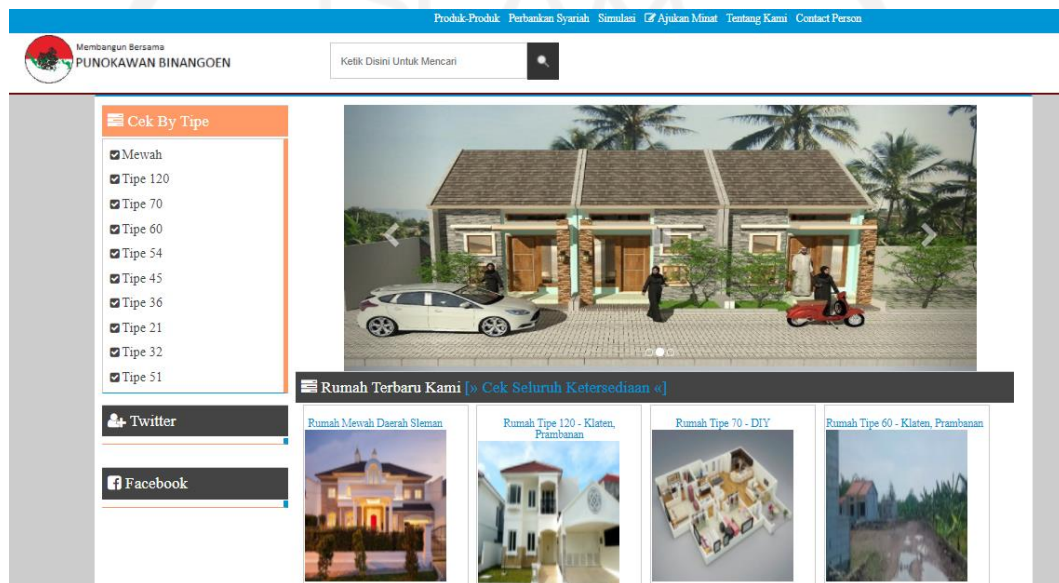 Produk-Produk Perbankan Syariah Simulasi Ajukan Minat Tentang Kami Contact Person
Membangun Bersama
PUNOKAWAN BINANGOEN
Ketik Disini Untuk Mencari
Cek By Tipe
Mewah
Tipe 120
Tipe 70
Tipe 60
Tipe 54
Tipe 45
Tipe 36
Tipe 21
Tipe 32
Tipe 51
Twitter
Facebook
Rumah Terbaru Kami [» Cek Seluruh Ketersediaan «]
Rumah Mewah Daerah Sleman
Rumah Tipe 120 - Klaten,
Prambanan
Rumah Tipe 70 - DIY
Rumah Tipe 60 - Klaten, Prambanan